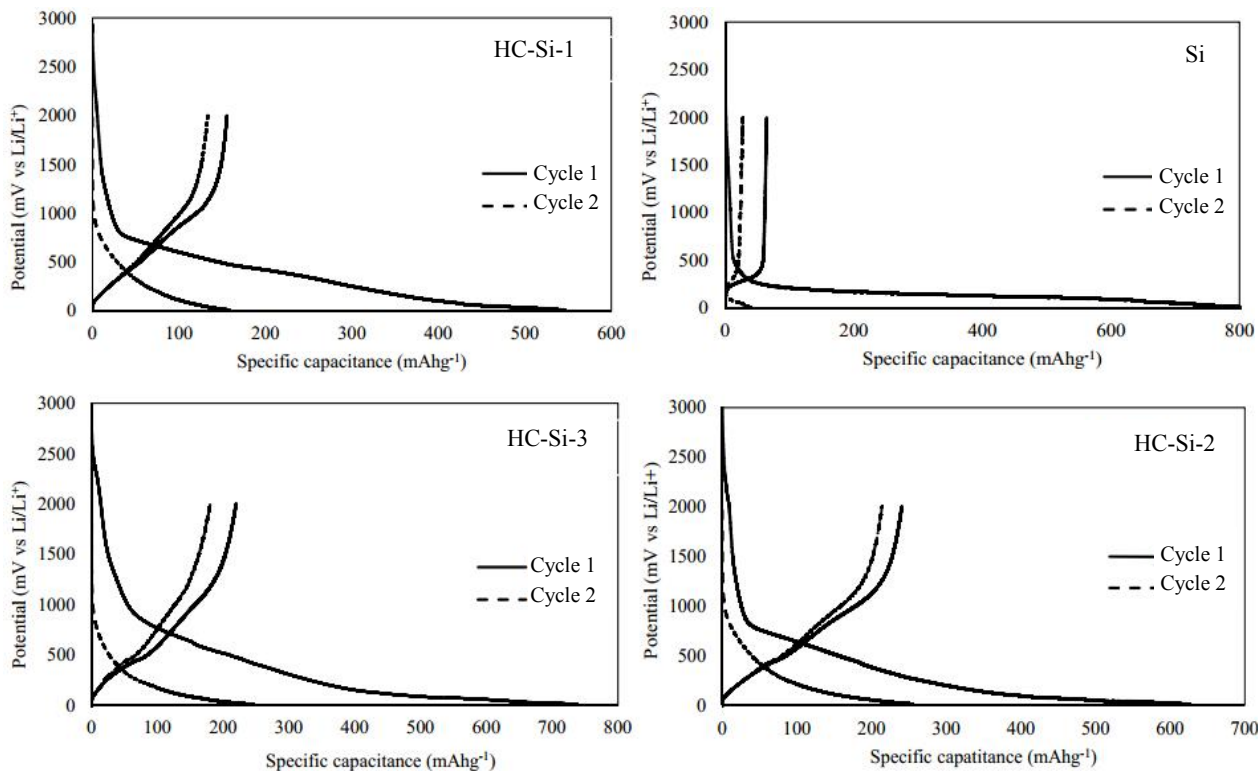 3000
2500
2000
1500
1000
500
0
Potential (mV vs Li/Li⁺)
HC-Si-1
Cycle 1
Cycle 2
0 100 200 300 400 500 600
Specific capacitance (mAhg⁻¹)
3000
2500
2000
1500
1000
500
0
Potential (mV vs Li/Li⁺)
Si
Cycle 1
Cycle 2
0 200 400 600 800
Specific capacitance (mAhg⁻¹)
3000
2500
2000
1500
1000
500
0
Potential (mV vs Li/Li⁺)
HC-Si-3
Cycle 1
Cycle 2
0 100 200 300 400 500 600 700 800
Specific capacitance (mAhg⁻¹)
3000
2500
2000
1500
1000
500
0
Potential (mV vs Li/Li+)
HC-Si-2
Cycle 1
Cycle 2
0 100 200 300 400 500 600 700
Specific capatitance (mAhg⁻¹)